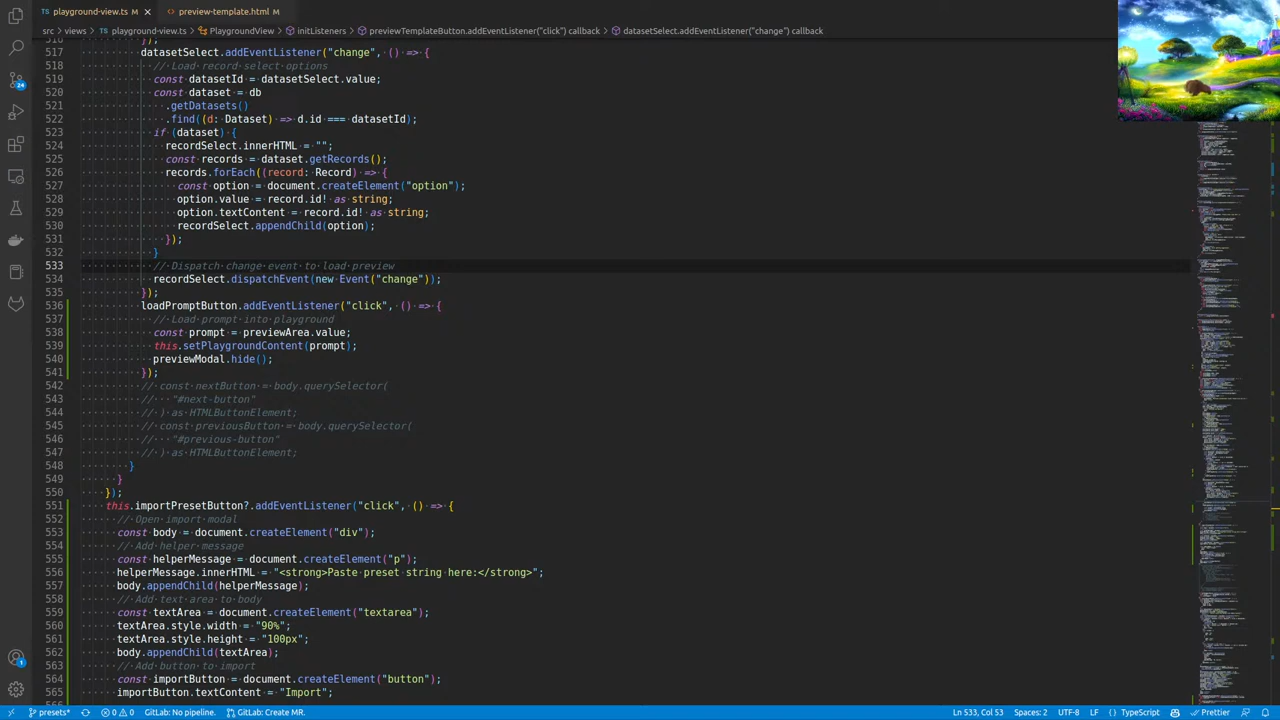 TS playground-view.ts M × preview-template.html M
src > views > TS playground-view.ts > PlaygroundView > initListeners > previewTemplateButton.addEventListener("click") callback > datasetSelect.addEventListener("change") callback
516 });
517 datasetSelect.addEventListener("change", () => {
518 // Load record select options
519 const datasetId = datasetSelect.value;
520 const dataset = db
521 .getDatasets()
522 .find((d: Dataset) => d.id === datasetId);
523 if (dataset) {
524 recordSelect.innerHTML = "";
525 const records = dataset.getRecords();
526 records.forEach((record: Record) => {
527 const option = document.createElement("option");
528 option.value = record.id! as string;
529 option.textContent = record.id! as string;
530 recordSelect.appendChild(option);
531 });
532 }
533 // Dispatch change event to load preview
534 recordSelect.dispatchEvent(new Event("change"));
535 });
536 loadPromptButton.addEventListener("click", () => {
537 // Load prompt into playground
538 const prompt = previewArea.value;
539 this.setPlaygroundContent(prompt);
540 previewModal.hide();
541 });
542 // const nextButton = body.querySelector(
543 // "#next-button"
544 // ) as HTMLButtonElement;
545 // const previousButton = body.querySelector(
546 // "#previous-button"
547 // ) as HTMLButtonElement;
548 }
549 }
550 });
551 this.importPresetButton.addEventListener("click", () => {
552 // Open import modal
553 const body = document.createElement("div");
554 // Add helper message
555 const helperMessage = document.createElement("p");
556 helperMessage.innerHTML = "<strong>Paste preset string here:</strong>";
557 body.appendChild(helperMessage);
558 // Add text area to body
559 const textArea = document.createElement("textarea");
560 textArea.style.width = "90%";
561 textArea.style.height = "100px";
562 body.appendChild(textArea);
563 // Add button to import
564 const importButton = document.createElement("button");
565 importButton.textContent = "Import";
24
1
presets* 0 0 GitLab: No pipeline. GitLab: Create MR. Ln 533, Col 53 Spaces: 2 UTF-8 LF {} TypeScript Prettier